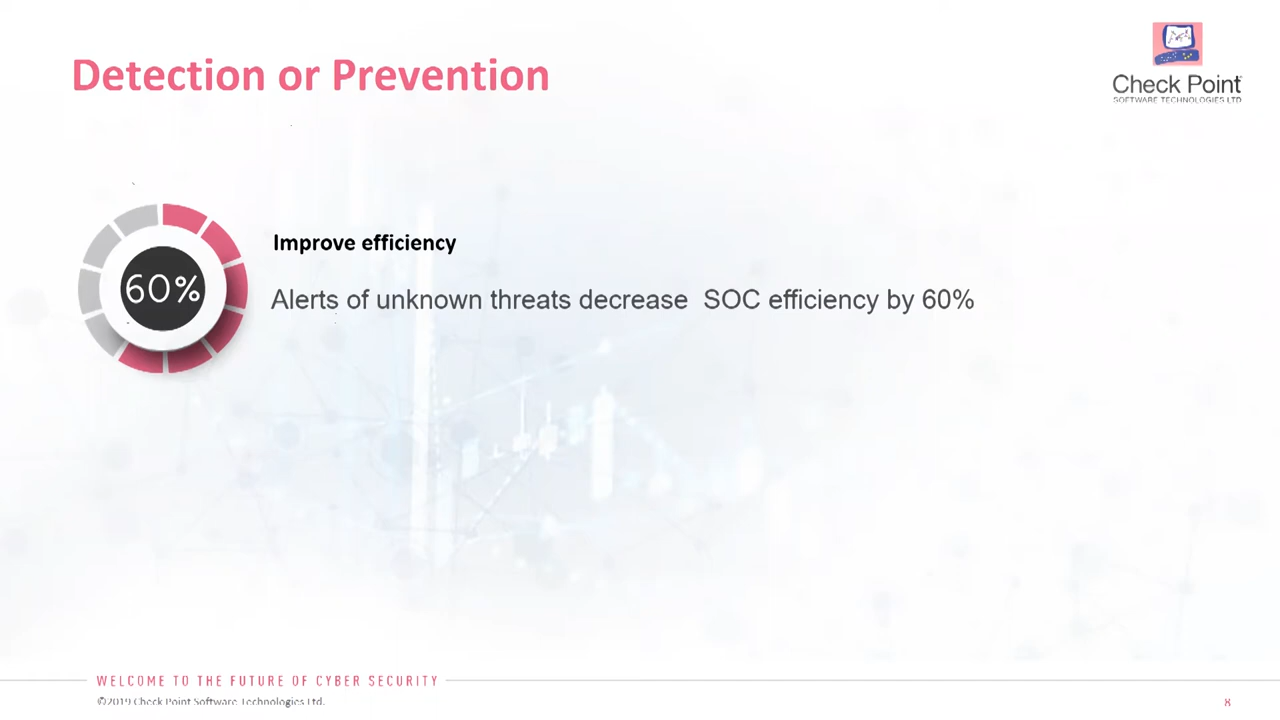 Detection or Prevention
Check Point
SOFTWARE TECHNOLOGIES LTD
60%
Improve efficiency
Alerts of unknown threats decrease SOC efficiency by 60%
WELCOME TO THE FUTURE OF CYBER SECURITY
©2019 Check Point Software Technologies Ltd.
8